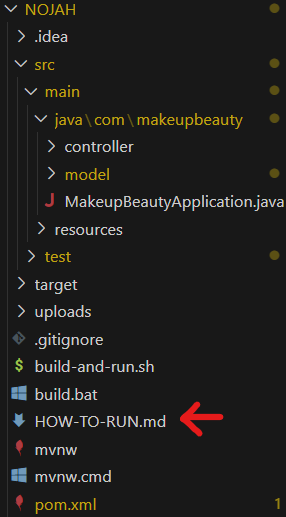 NOJAH
.idea
src
main
java\com\makeupbeauty
controller
model
MakeupBeautyApplication.java
resources
test
target
uploads
.gitignore
build-and-run.sh
build.bat
HOW-TO-RUN.md
mvnw
mvnw.cmd
pom.xml 1